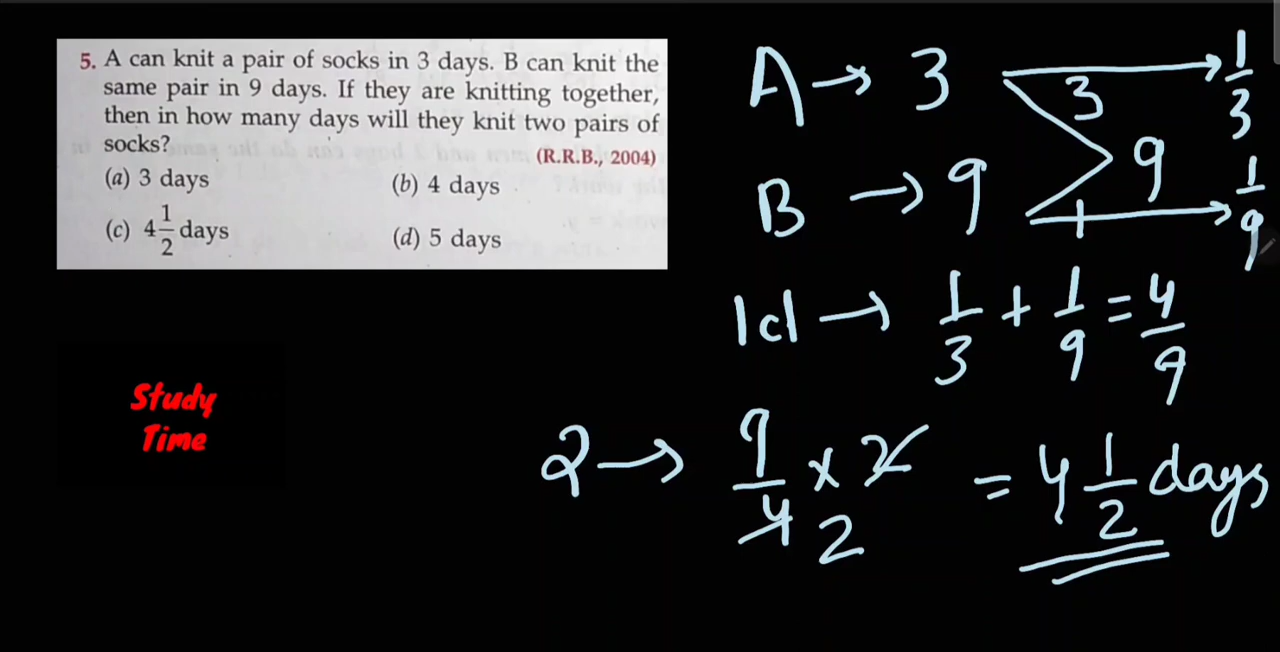 5. A can knit a pair of socks in 3 days. B can knit the
same pair in 9 days. If they are knitting together,
then in how many days will they knit two pairs of
socks?
(R.R.B., 2004)
(a) 3 days (b) 4 days
(c) 4 1/2 days (d) 5 days
A → 3 3 1/3
B → 9 9 1 1/9
1d → 1/3 + 1/9 = 4/9
2 → 9/4 × 2 2 = 4 1/2 days
Study
Time